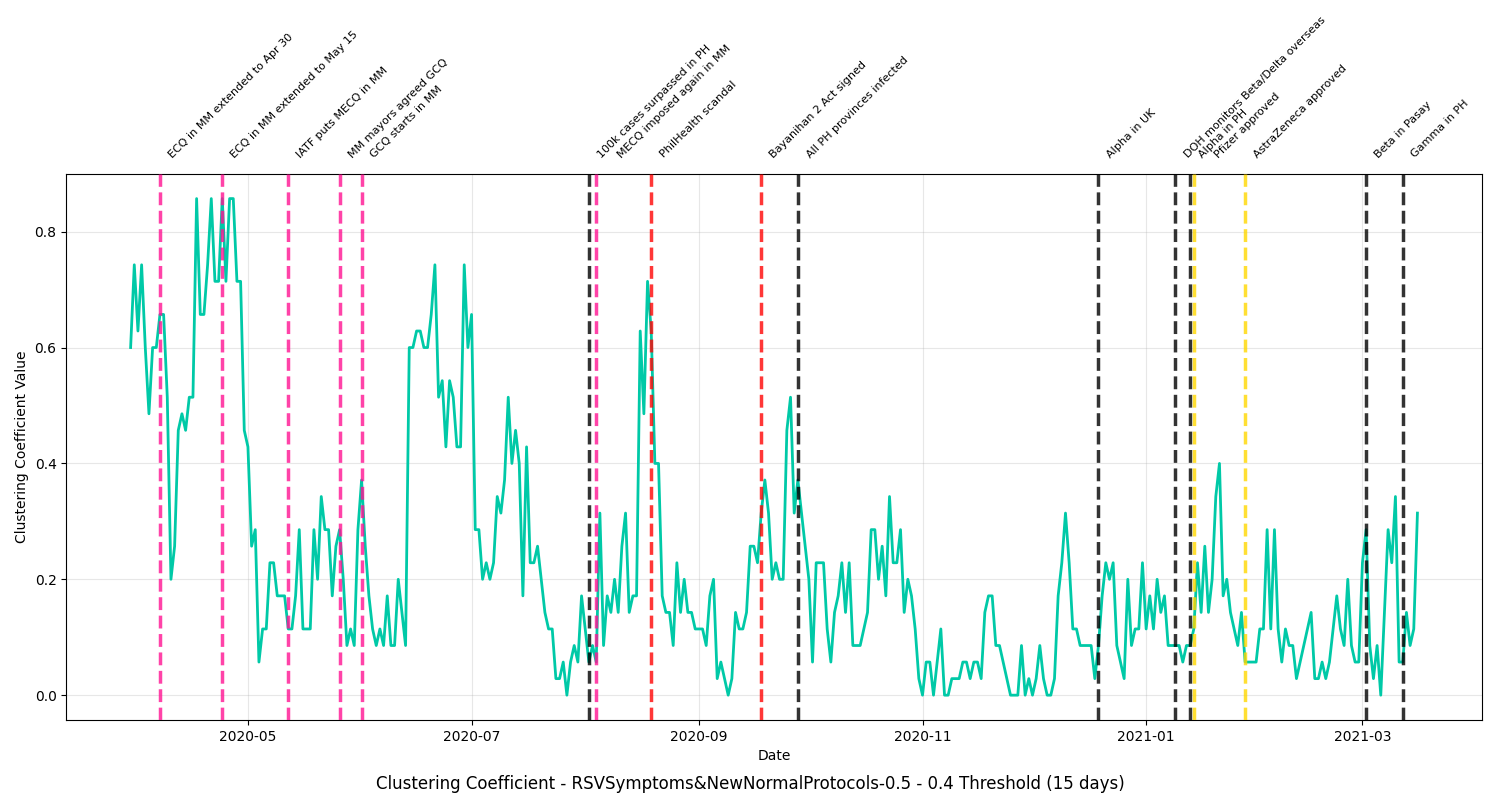 ECQ in MM extended to Apr 30
ECQ in MM extended to May 15
IATF puts MECQ in MM
MM mayors agreed GCQ
GCQ starts in MM
100k cases surpassed in PH
MECQ imposed again in MM
PhilHealth scandal
Bayanihan 2 Act signed
All PH provinces infected
Alpha in UK
DOH monitors Beta/Delta overseas
Alpha in PH
Pfizer approved
AstraZeneca approved
Beta in Pasay
Gamma in PH
Clustering Coefficient Value
0.8
0.6
0.4
0.2
0.0
2020-05
2020-07
2020-09
2020-11
2021-01
2021-03
Date
Clustering Coefficient - RSVSymptoms&NewNormalProtocols-0.5 - 0.4 Threshold (15 days)